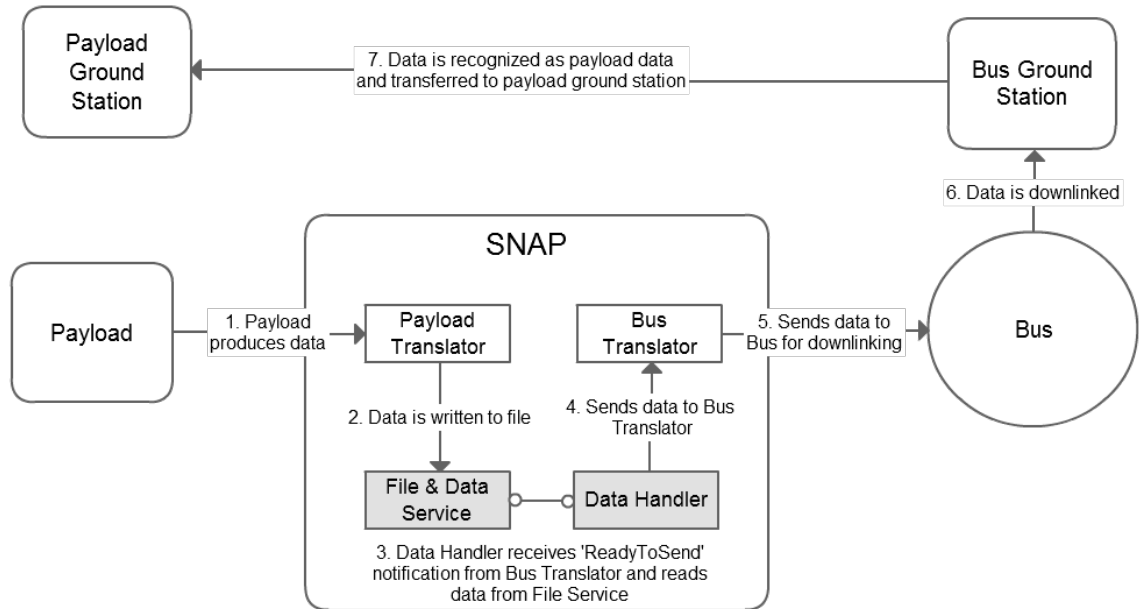 Payload
Ground
Station
7. Data is recognized as payload data
and transferred to payload ground station
Bus Ground
Station
6. Data is downlinked
SNAP
Payload
1. Payload
produces data
Payload
Translator
Bus
Translator
5. Sends data to
Bus for downlinking
Bus
2. Data is written to file
4. Sends data to Bus
Translator
File & Data
Service
Data Handler
3. Data Handler receives 'ReadyToSend'
notification from Bus Translator and reads
data from File Service